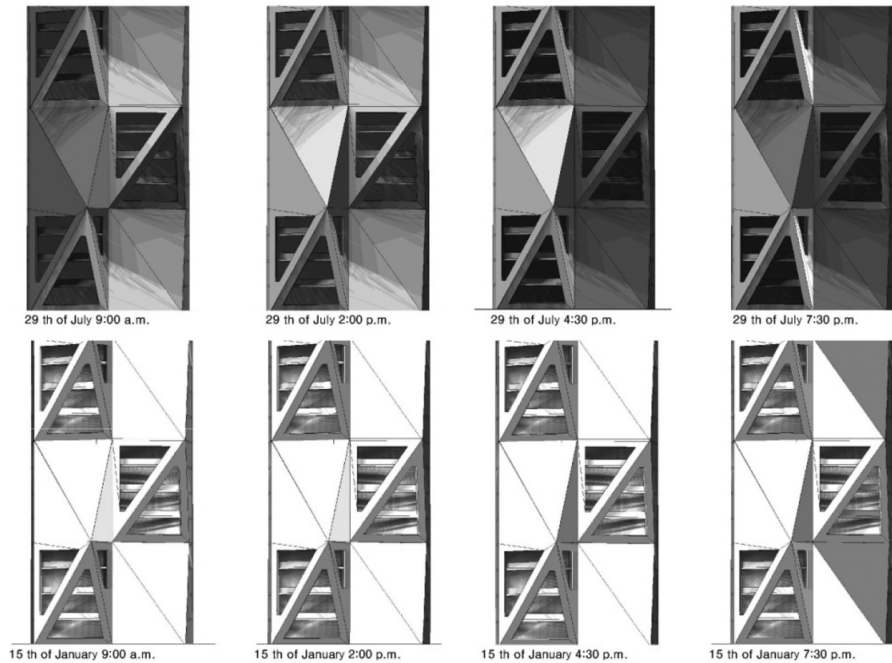 29 th of July 9:00 a.m.
29 th of July 2:00 p.m.
29 th of July 4:30 p.m.
29 th of July 7:30 p.m.
15 th of January 9:00 a.m.
15 th of January 2:00 p.m.
15 th of January 4:30 p.m.
15 th of January 7:30 p.m.